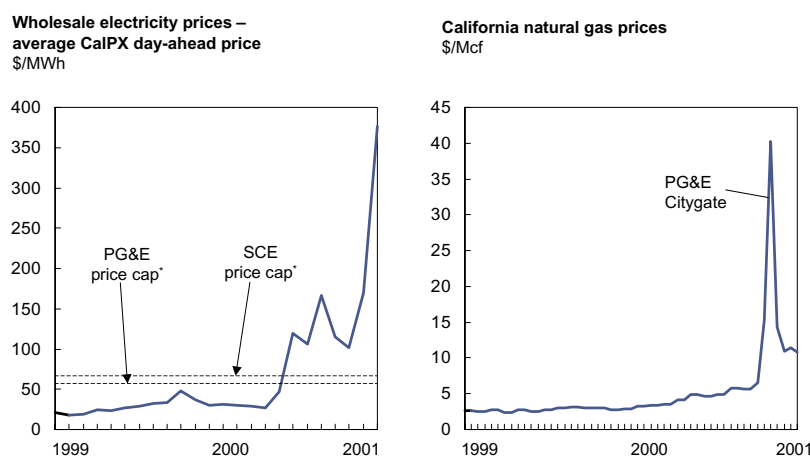 Wholesale electricity prices –
average CalPX day-ahead price
$/MWh
400
350
300
250
200
150
100
50
0
PG&E
price cap*
SCE
price cap*
1999
2000
2001
California natural gas prices
$/Mcf
45
40
35
30
25
20
15
10
5
0
PG&E
Citygate
1999
2000
2001